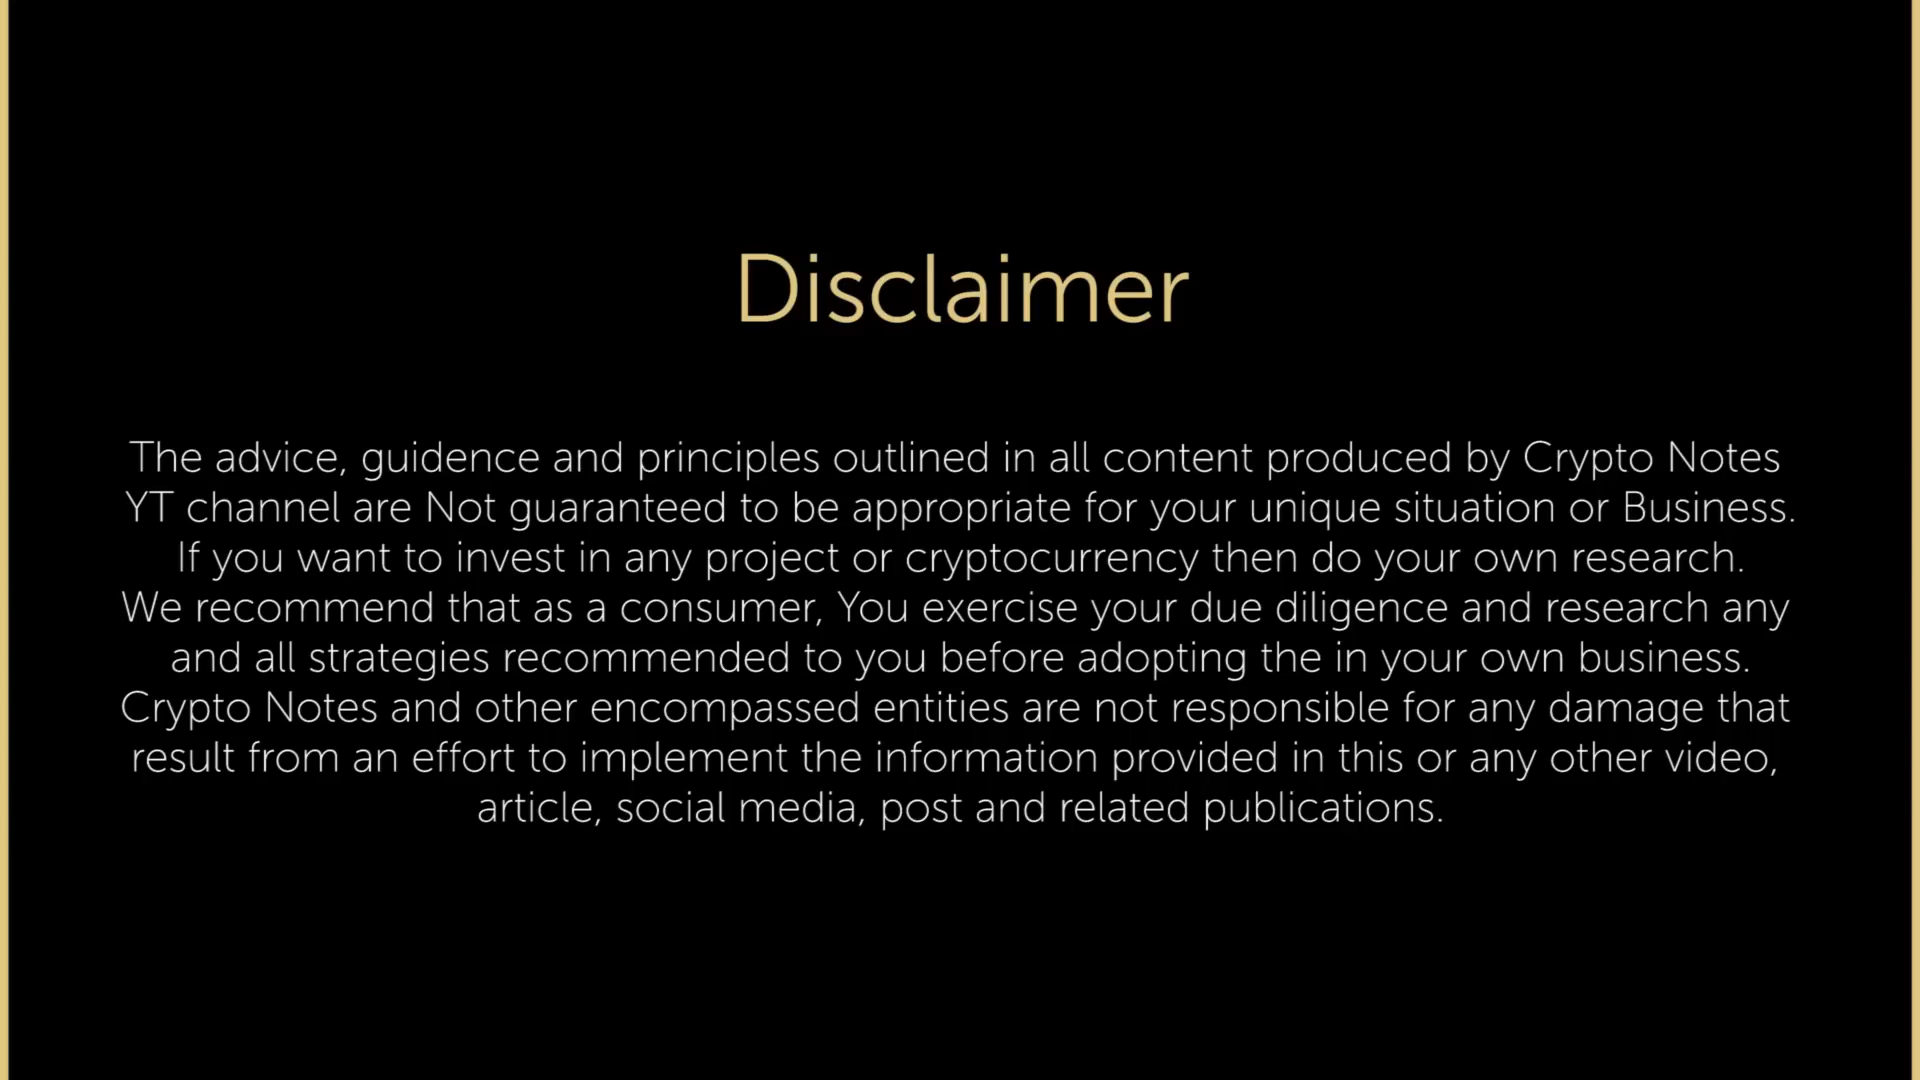 Disclaimer
The advice, guidence and principles outlined in all content produced by Crypto Notes
YT channel are Not guaranteed to be appropriate for your unique situation or Business.
If you want to invest in any project or cryptocurrency then do your own research.
We recommend that as a consumer, You exercise your due diligence and research any
and all strategies recommended to you before adopting the in your own business.
Crypto Notes and other encompassed entities are not responsible for any damage that
result from an effort to implement the information provided in this or any other video,
article, social media, post and related publications.